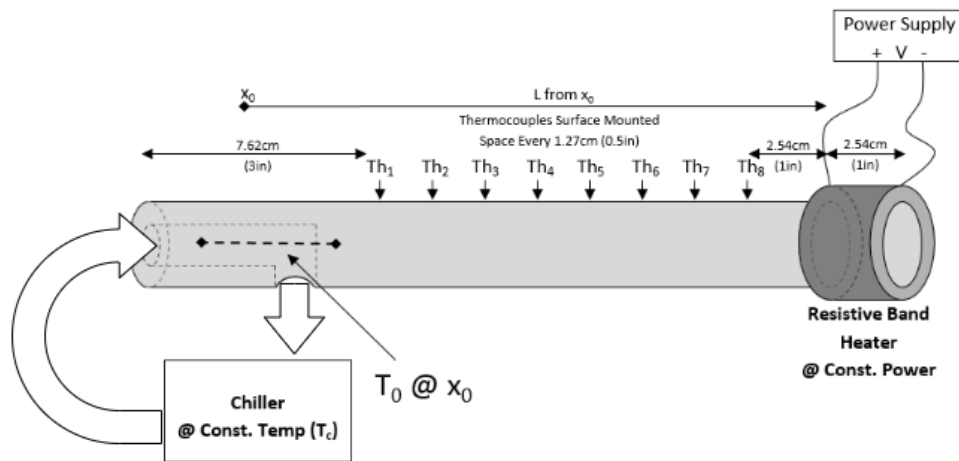 Power Supply
+ V -
x₀
L from x₀
Thermocouples Surface Mounted
Space Every 1.27cm (0.5in)
7.62cm
(3in)
2.54cm
(1in)
2.54cm
(1in)
Th₁ Th₂ Th₃ Th₄ Th₅ Th₆ Th₇ Th₈
Resistive Band
Heater
@ Const. Power
T₀ @ x₀
Chiller
@ Const. Temp (T꜀)